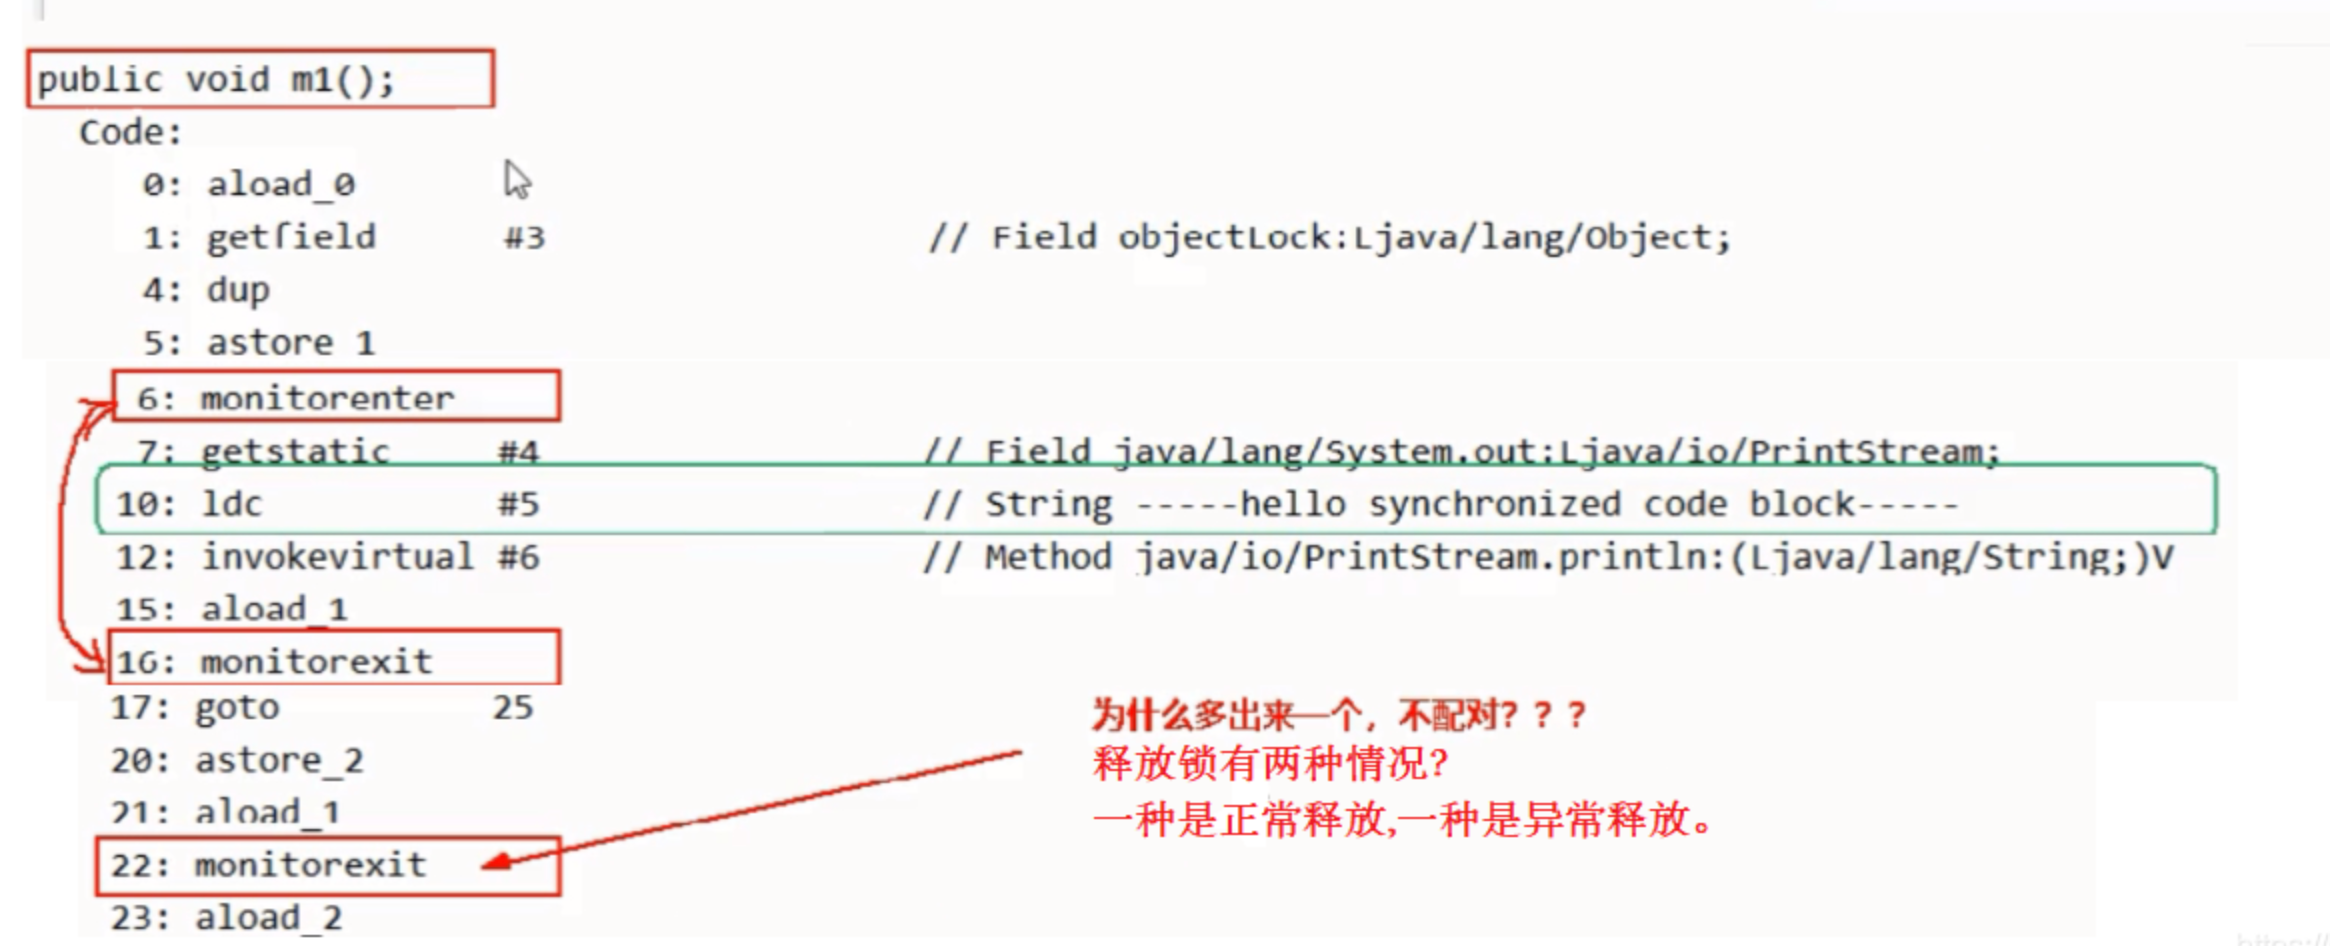 public void m1();
Code:
0: aload_0
1: getfield #3 // Field objectLock:Ljava/lang/Object;
4: dup
5: astore 1
6: monitorenter
7: getstatic #4 // Field java/lang/System.out:Ljava/io/PrintStream;
10: ldc #5 // String -----hello synchronized code block-----
12: invokevirtual #6 // Method java/io/PrintStream.println:(Ljava/lang/String;)V
15: aload_1
16: monitorexit
17: goto 25
20: astore_2
21: aload_1
22: monitorexit
23: aload_2
为什么多出来一个，不配对？？？
释放锁有两种情况?
一种是正常释放,一种是异常释放。